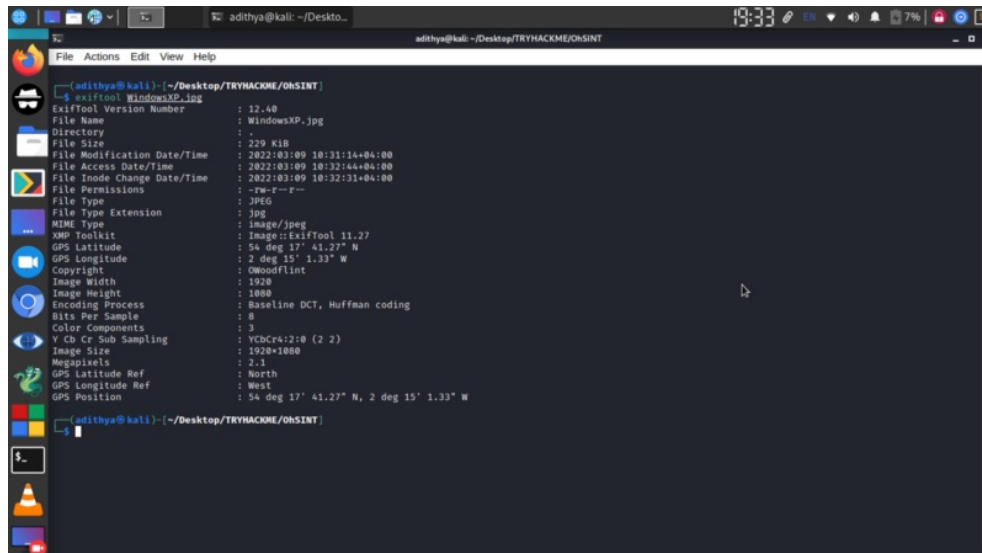 adithya@kali: ~/Deskto...
19:33
EN
7%
adithya@kali: ~/Desktop/TRYHACKME/OhSINT
File Actions Edit View Help
┌──(adithya㉿kali)-[~/Desktop/TRYHACKME/OhSINT]
└─$ exiftool WindowsXP.jpg
ExifTool Version Number : 12.40
File Name : WindowsXP.jpg
Directory : .
File Size : 229 KiB
File Modification Date/Time : 2022:03:09 10:31:14+04:00
File Access Date/Time : 2022:03:09 10:32:44+04:00
File Inode Change Date/Time : 2022:03:09 10:32:31+04:00
File Permissions : -rw-r--r--
File Type : JPEG
File Type Extension : jpg
MIME Type : image/jpeg
XMP Toolkit : Image::ExifTool 11.27
GPS Latitude : 54 deg 17' 41.27" N
GPS Longitude : 2 deg 15' 1.33" W
Copyright : OWoodflint
Image Width : 1920
Image Height : 1080
Encoding Process : Baseline DCT, Huffman coding
Bits Per Sample : 8
Color Components : 3
Y Cb Cr Sub Sampling : YCbCr4:2:0 (2 2)
Image Size : 1920×1080
Megapixels : 2.1
GPS Latitude Ref : North
GPS Longitude Ref : West
GPS Position : 54 deg 17' 41.27" N, 2 deg 15' 1.33" W
┌──(adithya㉿kali)-[~/Desktop/TRYHACKME/OhSINT]
└─$
$_